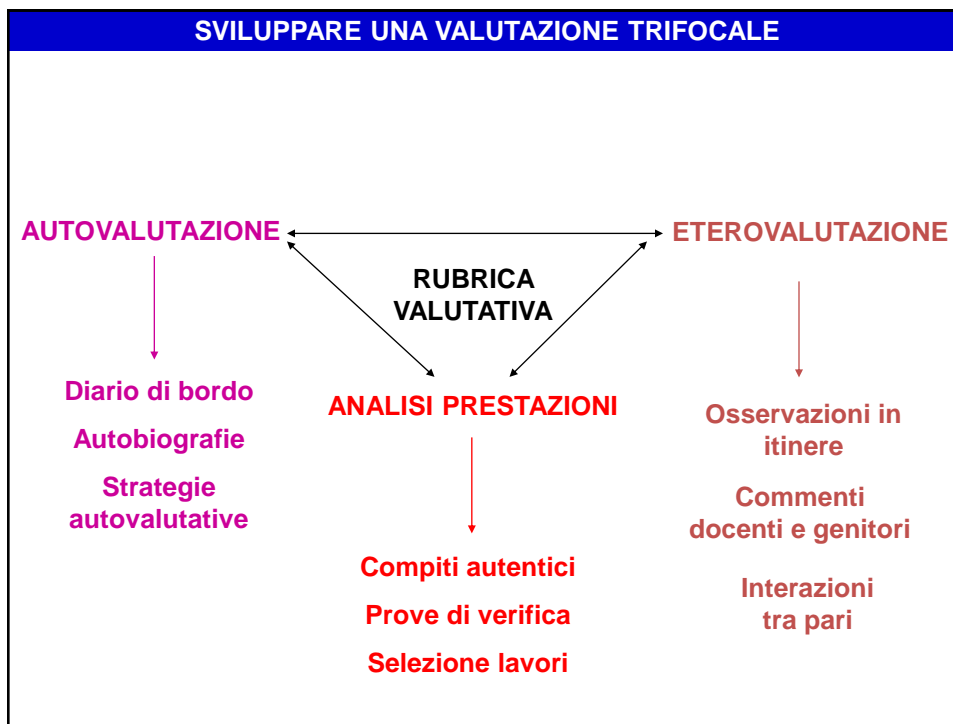 SVILUPPARE UNA VALUTAZIONE TRIFOCALE
AUTOVALUTAZIONE
ETEROVALUTAZIONE
RUBRICA
VALUTATIVA
ANALISI PRESTAZIONI
Diario di bordo
Autobiografie
Strategie
autovalutative
Compiti autentici
Prove di verifica
Selezione lavori
Osservazioni in
itinere
Commenti
docenti e genitori
Interazioni
tra pari